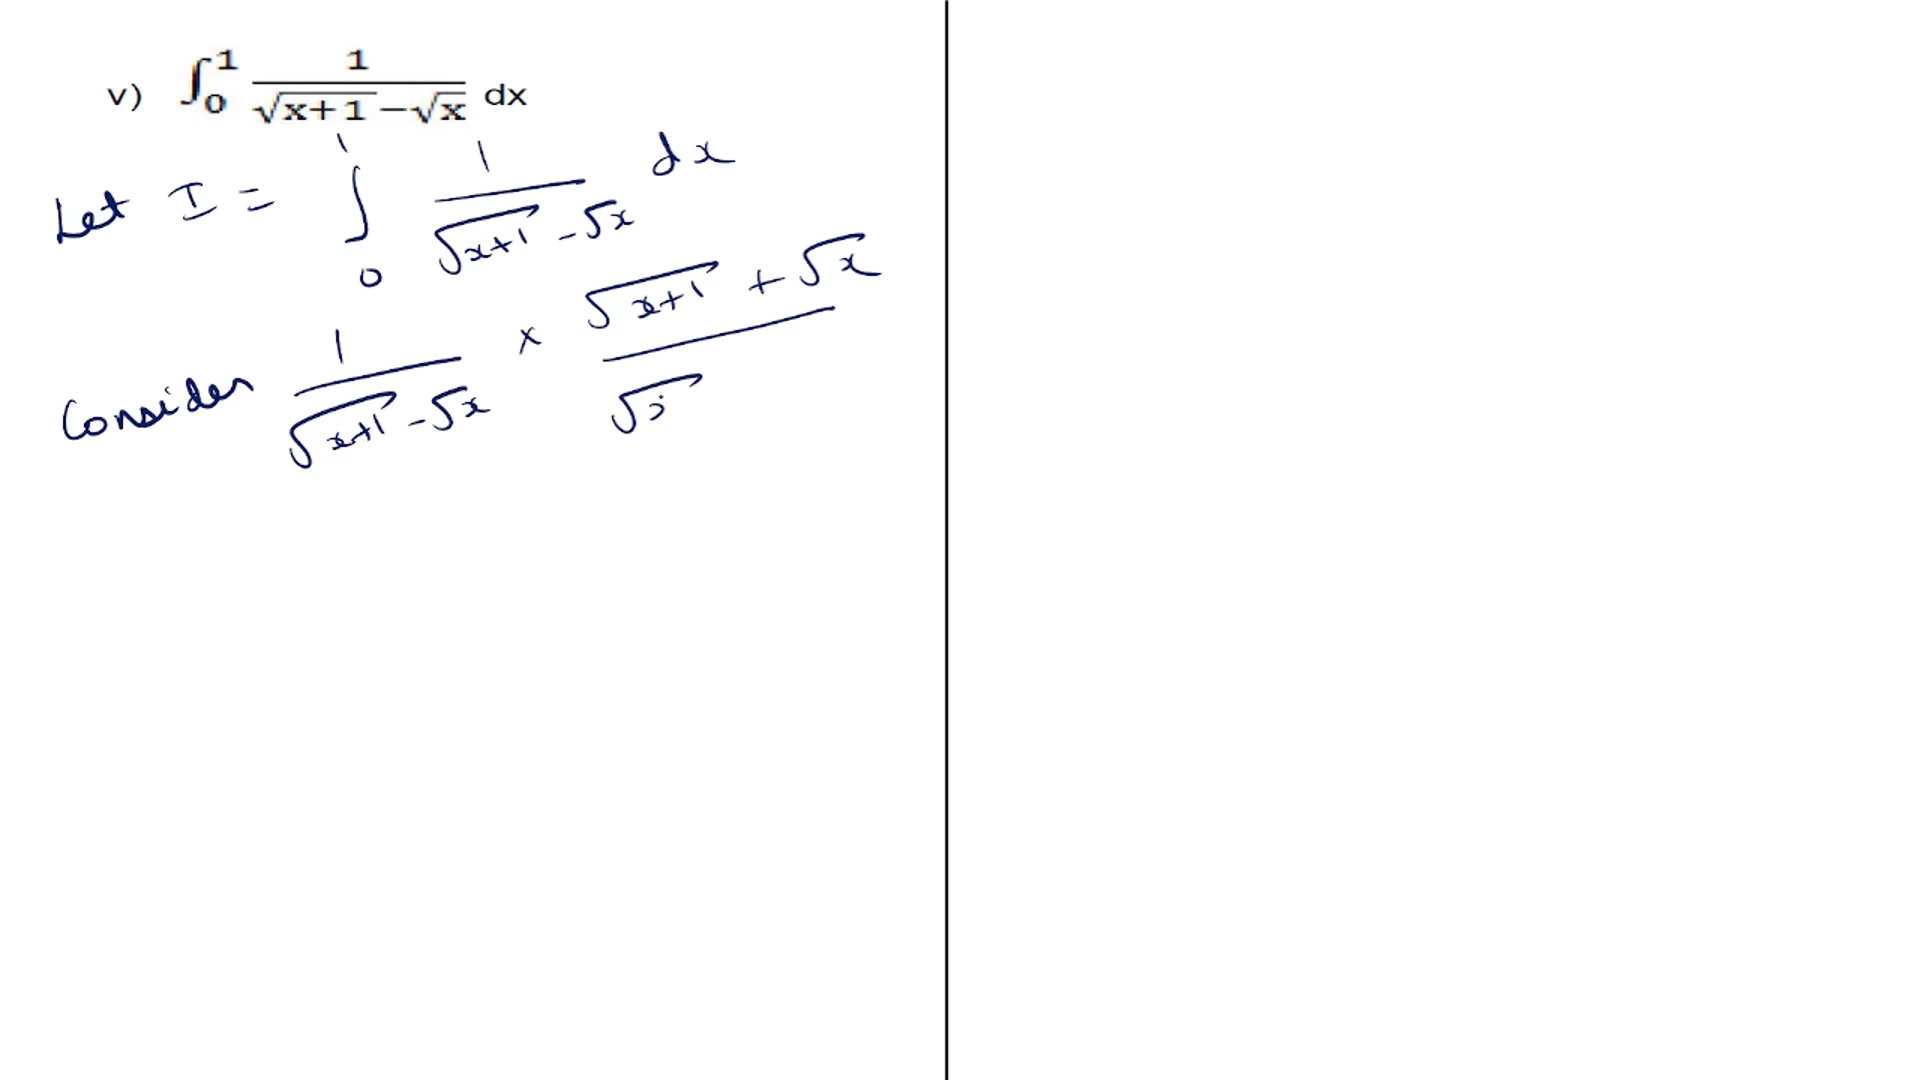 v) ∫₀¹ 1/(√(x+1) − √x) dx
Let I = ∫₀¹ 1/(√(x+1) − √x) dx
Consider 1/(√(x+1) − √x) × (√(x+1) + √x)/√